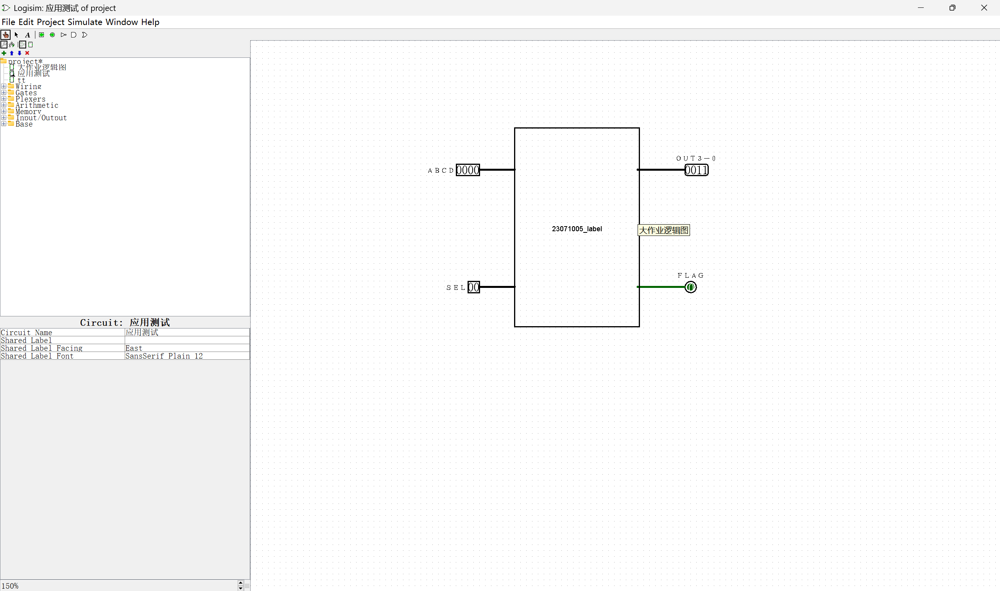 Logisim: 应用测试 of project
File Edit Project Simulate Window Help
project*
大作业逻辑图
应用测试
tt
Wiring
Gates
Plexers
Arithmetic
Memory
Input/Output
Base
OUT3-0
ABCD 0000
0011
23071005_label
大作业逻辑图
FLAG
SEL 00
0
Circuit: 应用测试
Circuit Name 应用测试
Shared Label
Shared Label Facing East
Shared Label Font SansSerif Plain 12
150%